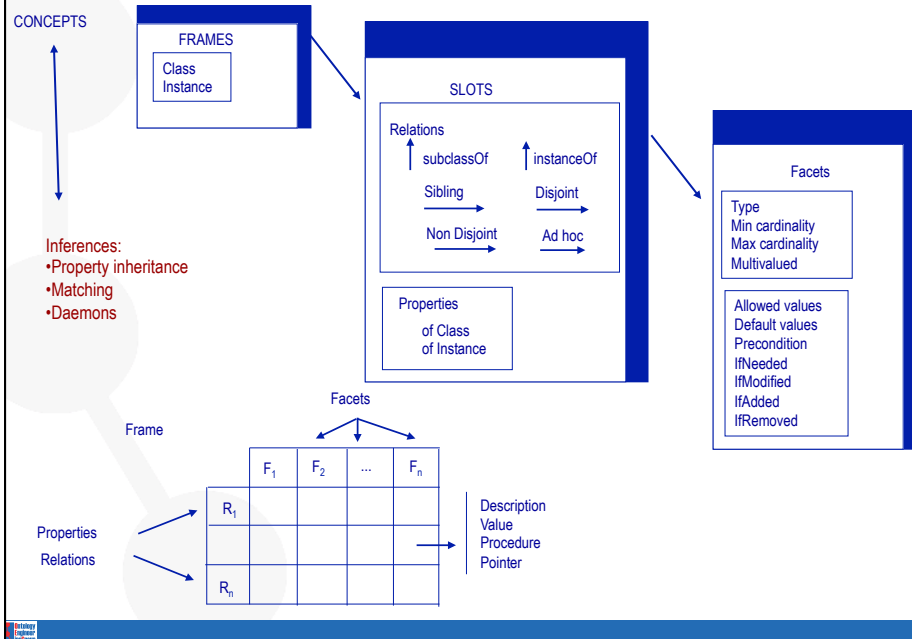 CONCEPTS
FRAMES
Class
Instance
SLOTS
Relations
subclassOf
instanceOf
Sibling
Disjoint
Non Disjoint
Ad hoc
Properties
of Class
of Instance
Facets
Type
Min cardinality
Max cardinality
Multivalued
Allowed values
Default values
Precondition
IfNeeded
IfModified
IfAdded
IfRemoved
Inferences:
•Property inheritance
•Matching
•Daemons
Facets
Frame
F1 F2 ... Fn
R1
Rn
Properties
Relations
Description
Value
Procedure
Pointer
Ontology